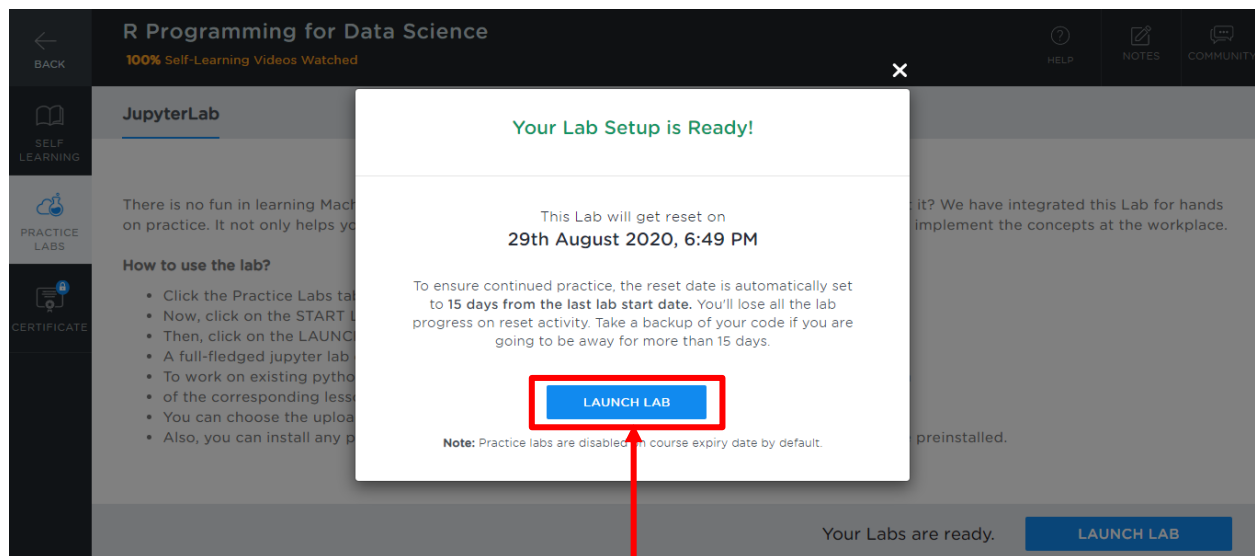 BACK
R Programming for Data Science
100% Self-Learning Videos Watched
HELP
NOTES
COMMUNITY
SELF
LEARNING
PRACTICE
LABS
CERTIFICATE
JupyterLab
There is no fun in learning
it? We have integrated this Lab for hands
on practice. It not only helps
implement the concepts at the workplace.
How to use the lab?
• Click the Practice Labs
• Now, click on the START
• Then, click on the
• A full-fledged jupyter lab
• To work on existing
• of the corresponding
• You can choose the
• Also, you can install any
preinstalled.
Your Lab Setup is Ready!
This Lab will get reset on
29th August 2020, 6:49 PM
To ensure continued practice, the reset date is automatically set
to 15 days from the last lab start date. You'll lose all the lab
progress on reset activity. Take a backup of your code if you are
going to be away for more than 15 days.
LAUNCH LAB
Note: Practice labs are disabled on course expiry date by default.
Your Labs are ready.
LAUNCH LAB